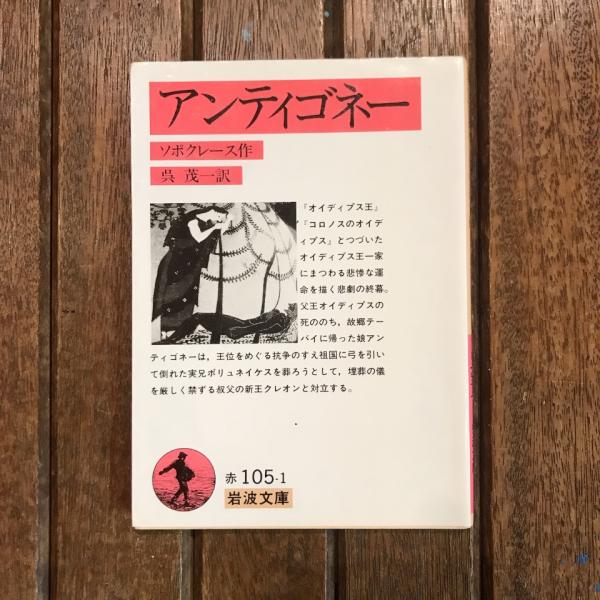 アンティゴネー
ソポクレース作
呉 茂一訳
『オイディプス王』
『コロノスのオイデ
ィプス』とつづいた
オイディプス王一家
にまつわる悲惨な運
命を描く悲劇の終幕。
父王オイディプスの
死ののち，故郷テー
バイに帰った娘アン
ティゴネーは，王位をめぐる抗争のすえ祖国に弓を引い
て倒れた実兄ポリュネイケスを葬ろうとして，埋葬の儀
を厳しく禁ずる叔父の新王クレオンと対立する。
赤 105-1
岩波文庫